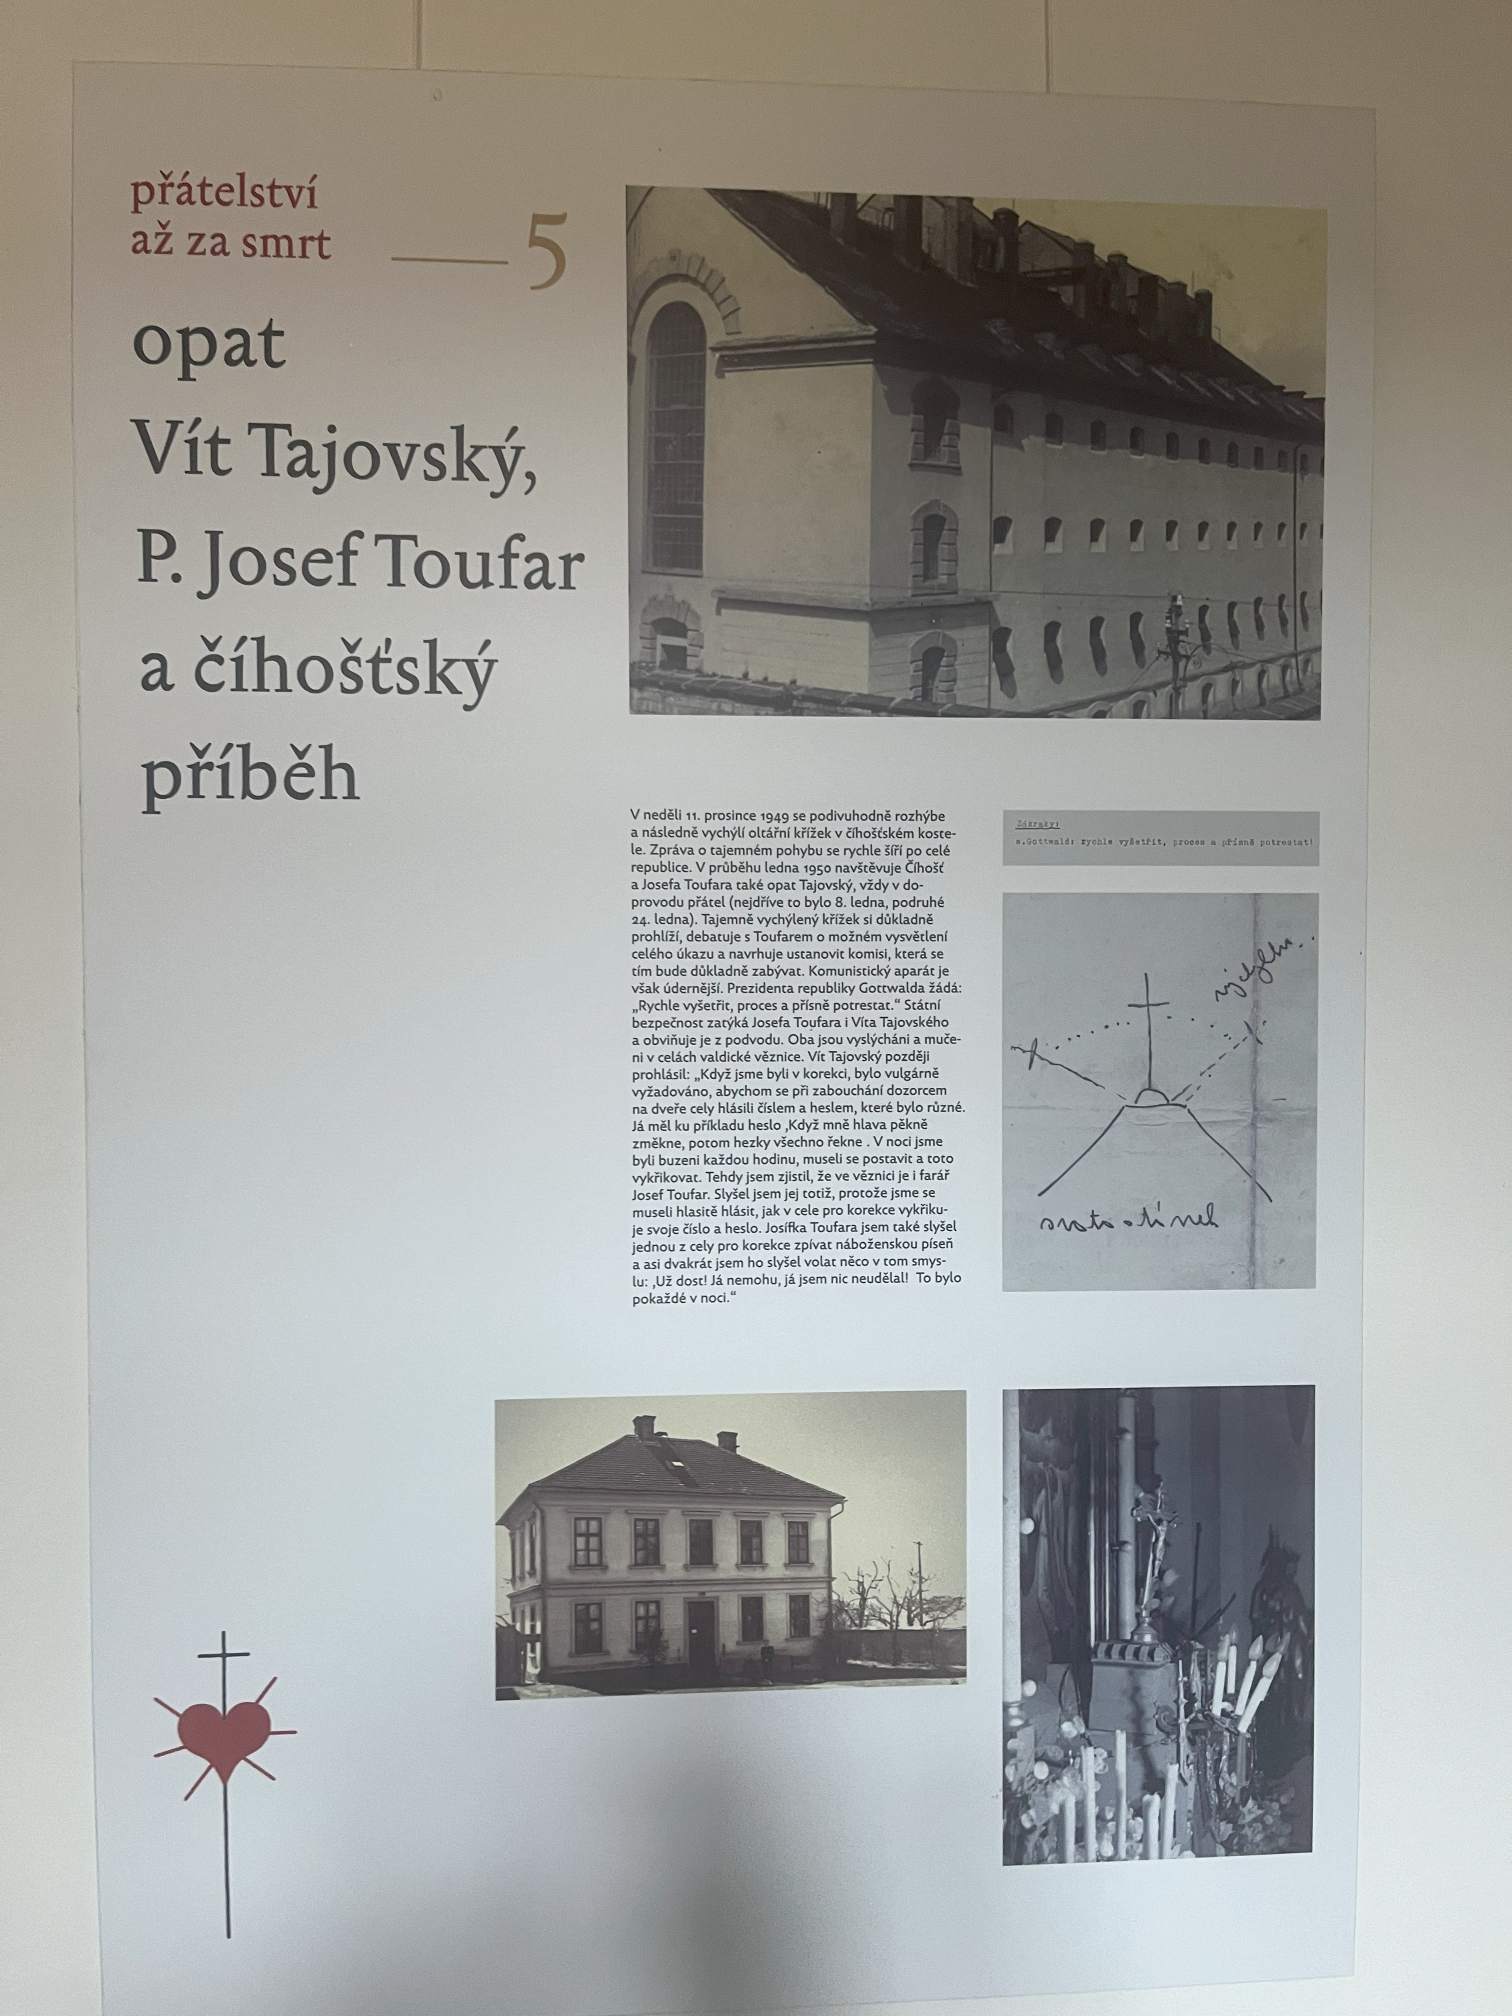 přátelství
až za smrt
5
opat
Vít Tajovský,
P. Josef Toufar
a číhošťský
příběh
V neděli 11. prosince 1949 se podivuhodně rozhýbe
a následně vychýlí oltářní křížek v číhošťském koste-
le. Zpráva o tajemném pohybu se rychle šíří po celé
republice. V průběhu ledna 1950 navštěvuje Číhošť
a Josefa Toufara také opat Tajovský, vždy v do-
provodu přátel (nejdříve to bylo 8. ledna, podruhé
24. ledna). Tajemně vychýlený křížek si důkladně
prohlíží, debatuje s Toufarem o možném vysvětlení
celého úkazu a navrhuje ustanovit komisi, která se
tím bude důkladně zabývat. Komunistický aparát je
však údernější. Prezidenta republiky Gottwalda žádá:
„Rychle vyšetřit, proces a přísně potrestat.“ Státní
bezpečnost zatýká Josefa Toufara i Víta Tajovského
a obviňuje je z podvodu. Oba jsou vyslýcháni a muče-
ni v celách valdické věznice. Vít Tajovský později
prohlásil: „Když jsme byli v korekci, bylo vulgárně
vyžadováno, abychom se při zabouchání dozorcem
na dveře cely hlásili číslem a heslem, které bylo různé.
Já měl ku příkladu heslo ‚Když mně hlava pěkně
změkne, potom hezky všechno řekne . V noci jsme
byli buzeni každou hodinu, museli se postavit a toto
vykřikovat. Tehdy jsem zjistil, že ve věznici je i farář
Josef Toufar. Slyšel jsem jej totiž, protože jsme se
museli hlasitě hlásit, jak v cele pro korekce vykřiku-
je svoje číslo a heslo. Josífka Toufara jsem také slyšel
jednou z cely pro korekce zpívat náboženskou píseň
a asi dvakrát jsem ho slyšel volat něco v tom smys-
lu: ‚Už dost! Já nemohu, já jsem nic neudělal!  To bylo
pokaždé v noci.“
Zázraky:
s.Gottwald: rychle vyšetřit, proces a přísně potrestat!